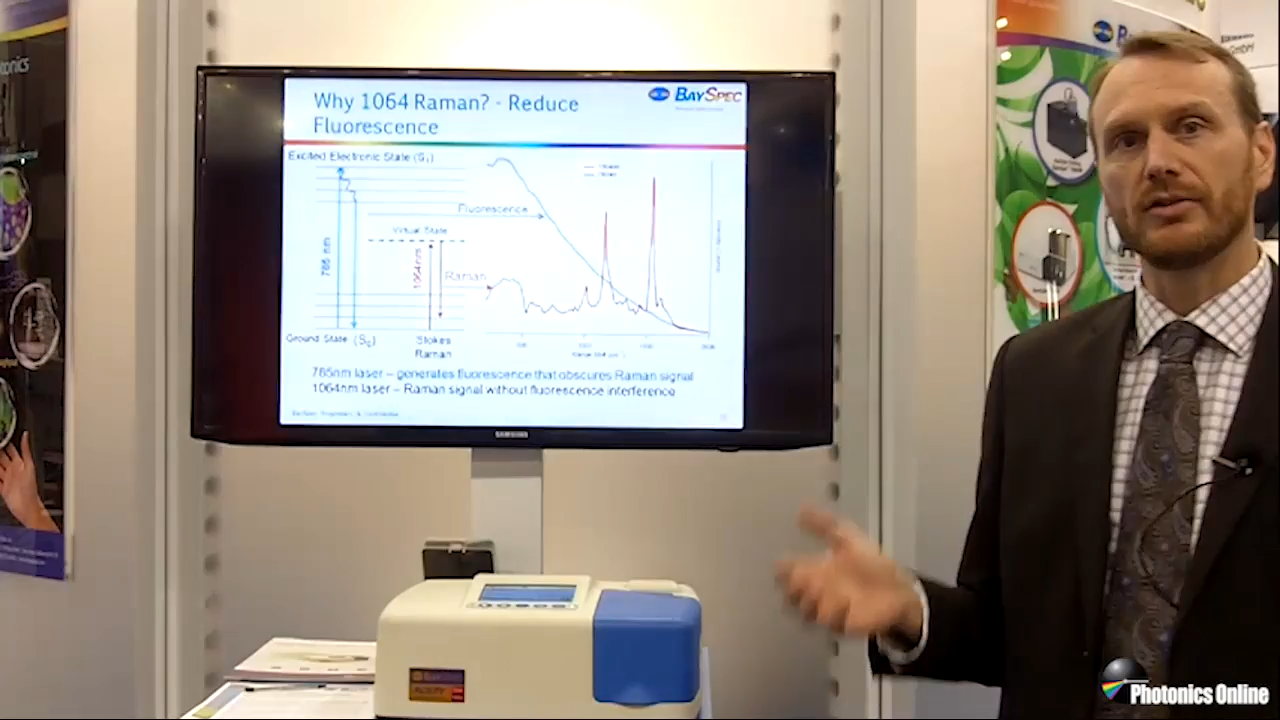 Why 1064 Raman? - Reduce
Fluorescence
BAYSPEC
Excited Electronic State (S1)
Fluorescence
Virtual State
785 nm
1064nm
Raman
Ground State (S0)
Stokes
Raman
785nm laser – generates fluorescence that obscures Raman signal
1064nm laser – Raman signal without fluorescence interference
SAMSUNG
Photonics Online